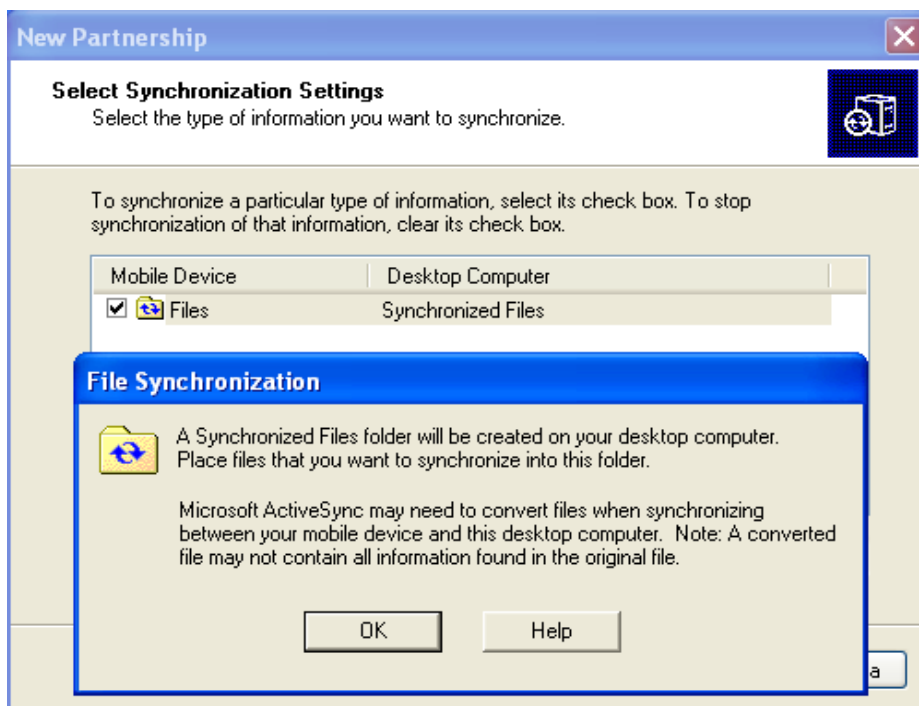 New Partnership
Select Synchronization Settings
Select the type of information you want to synchronize.
To synchronize a particular type of information, select its check box. To stop
synchronization of that information, clear its check box.
Mobile Device Desktop Computer
Files Synchronized Files
File Synchronization
A Synchronized Files folder will be created on your desktop computer.
Place files that you want to synchronize into this folder.
Microsoft ActiveSync may need to convert files when synchronizing
between your mobile device and this desktop computer. Note: A converted
file may not contain all information found in the original file.
OK Help
a